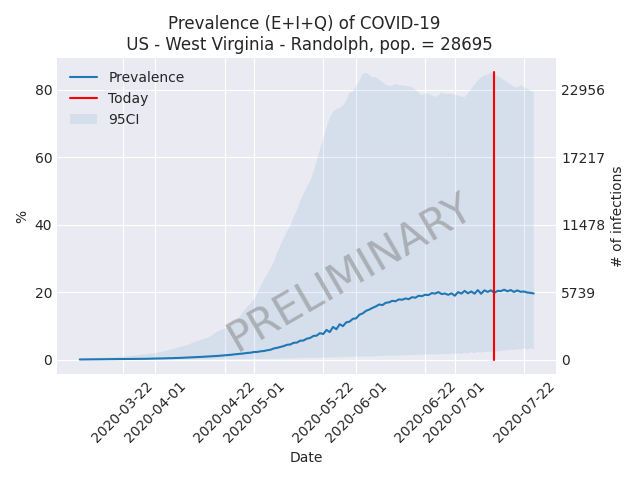 Prevalence (E+I+Q) of COVID-19
US - West Virginia - Randolph, pop. = 28695
Prevalence
Today
95CI
80
60
40
20
0
%
22956
17217
11478
5739
0
# of infections
PRELIMINARY
2020-03-22
2020-04-01
2020-04-22
2020-05-01
2020-05-22
2020-06-01
2020-06-22
2020-07-01
2020-07-22
Date